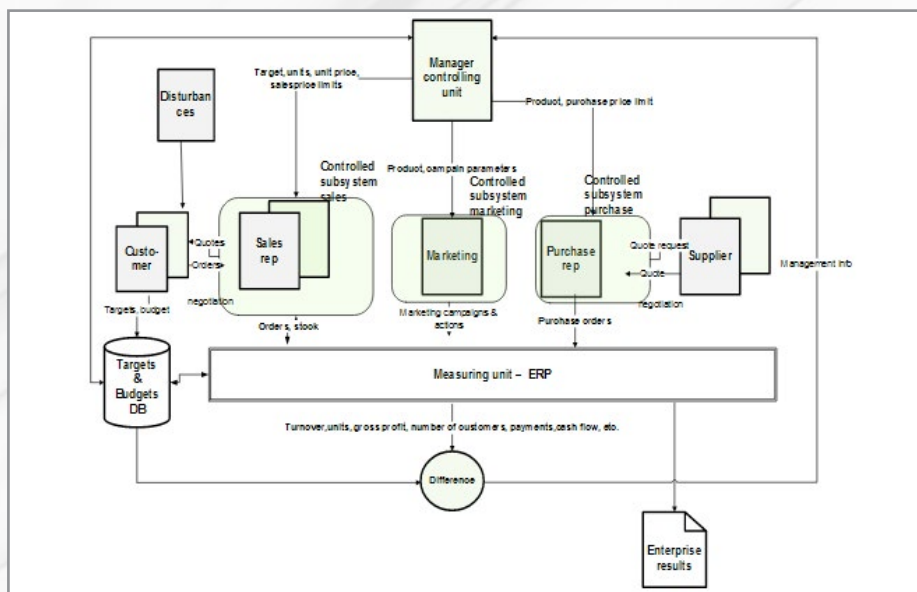 Manager
controlling
unit
Target, units, unit price,
salesprice limits
Disturban
ces
Product, purchase price limit
Product, campain parameters
Controlled
subsystem
sales
Controlled
subsystem
marketing
Controlled
subsystem
purchase
Custo-
mer
Quotes
Orders
negotiation
Sales
rep
Marketing
Purchase
rep
Quote request
Quote
negotiation
Supplier
Management info
Targets, budget
Orders, stook
Marketing campaigns &
actions
Purchase orders
Targets
&
Budgets
DB
Measuring unit – ERP
Turnover,units, gross profit, number of customers, payments,cash flow, etc.
Difference
Enterprise
results